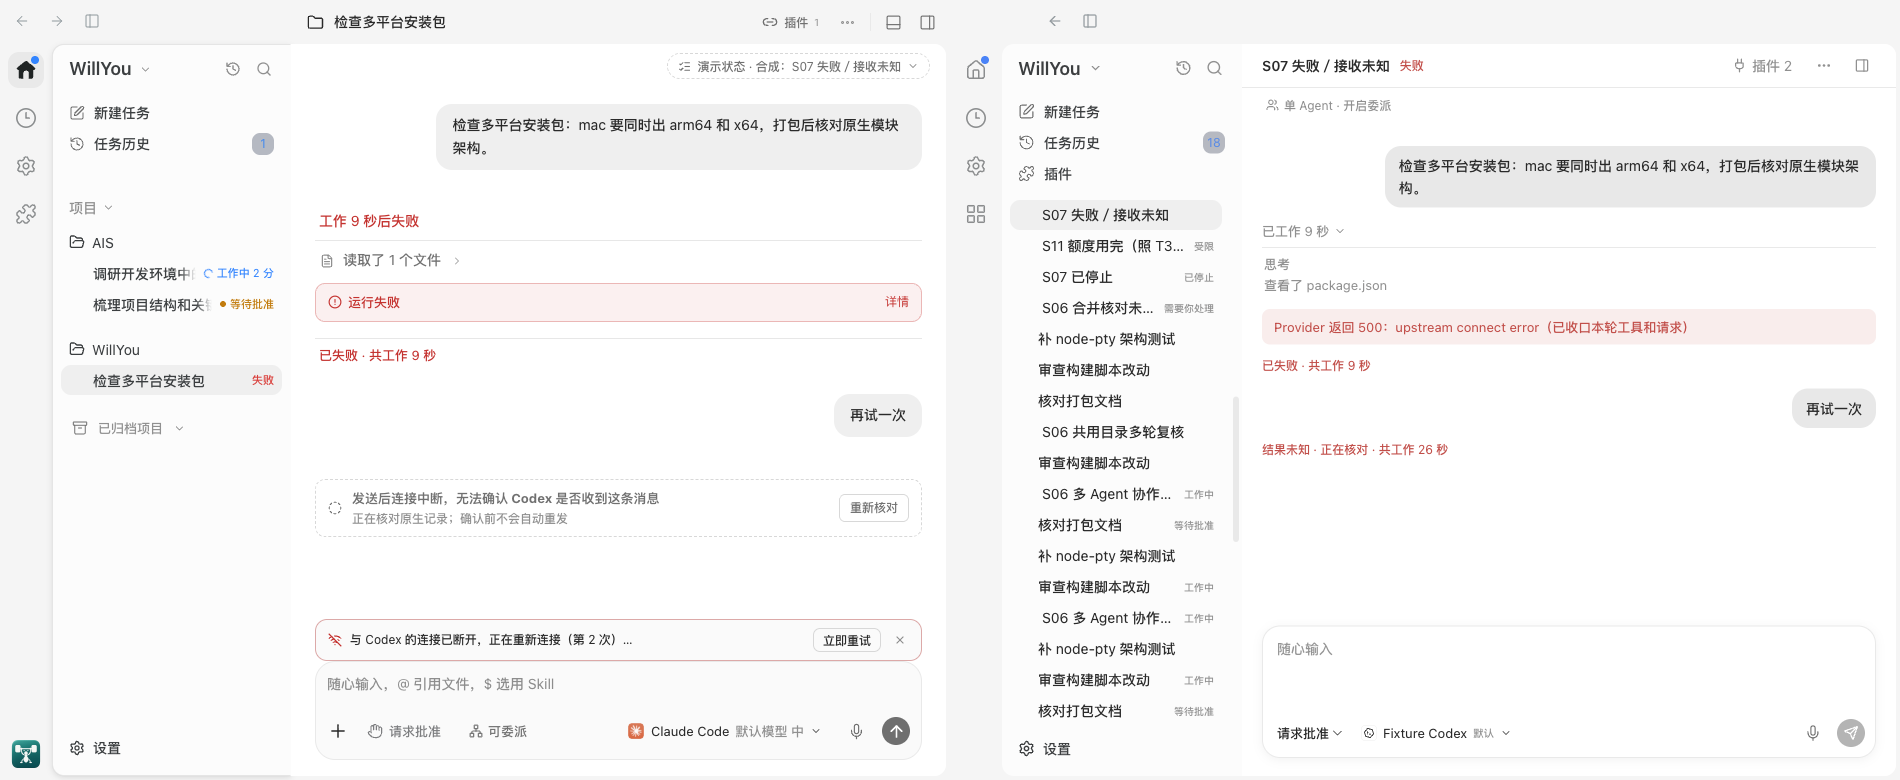 检查多平台安装包
插件 1
WillYou
新建任务
任务历史 1
项目
AIS
调研开发环境中 工作中 2 分
梳理项目结构和关 等待批准
WillYou
检查多平台安装包 失败
已归档项目
设置
演示状态 · 合成：S07 失败 / 接收未知
检查多平台安装包：mac 要同时出 arm64 和 x64，打包后核对原生模块
架构。
工作 9 秒后失败
读取了 1 个文件
运行失败 详情
已失败 · 共工作 9 秒
再试一次
发送后连接中断，无法确认 Codex 是否收到这条消息
正在核对原生记录；确认前不会自动重发
重新核对
与 Codex 的连接已断开，正在重新连接（第 2 次）...
立即重试
随心输入，@ 引用文件，$ 选用 Skill
请求批准 可委派 Claude Code 默认模型 中
WillYou
新建任务
任务历史 18
插件
S07 失败 / 接收未知
S11 额度用完（照 T3... 受限
S07 已停止 已停止
S06 合并核对未... 需要你处理
补 node-pty 架构测试
审查构建脚本改动
核对打包文档
S06 共用目录多轮复核
审查构建脚本改动
S06 多 Agent 协作... 工作中
核对打包文档 等待批准
补 node-pty 架构测试
审查构建脚本改动 工作中
S06 多 Agent 协作... 工作中
补 node-pty 架构测试
审查构建脚本改动 工作中
核对打包文档 等待批准
设置
S07 失败 / 接收未知 失败
插件 2
单 Agent · 开启委派
检查多平台安装包：mac 要同时出 arm64 和 x64，打包后核对原生模块架
构。
已工作 9 秒
思考
查看了 package.json
Provider 返回 500：upstream connect error（已收口本轮工具和请求）
已失败 · 共工作 9 秒
再试一次
结果未知 · 正在核对 · 共工作 26 秒
随心输入
请求批准 Fixture Codex 默认